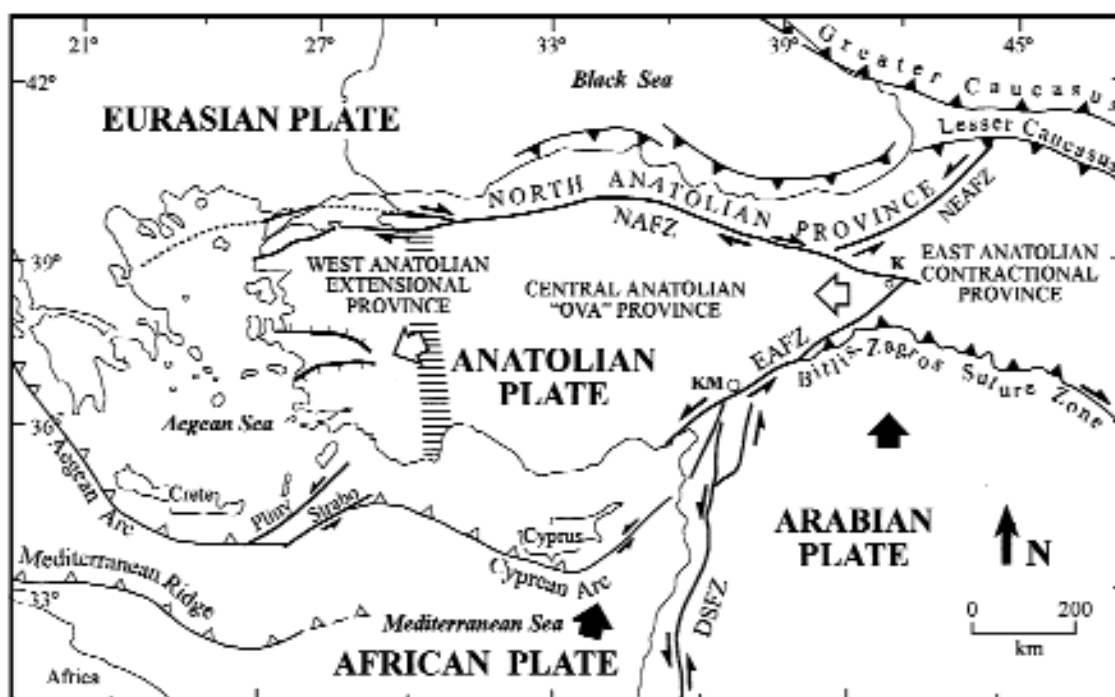 21°
27°
33°
39°
45°
42°
39°
36°
33°
Black Sea
Greater Caucasus
Lesser Caucasus
EURASIAN PLATE
NORTH ANATOLIAN PROVINCE
NAFZ
NEAFZ
K
WEST ANATOLIAN
EXTENSIONAL
PROVINCE
CENTRAL ANATOLIAN
"OVA" PROVINCE
EAST ANATOLIAN
CONTRACTIONAL
PROVINCE
ANATOLIAN
PLATE
EAFZ
KM
Bitlis-Zagros Suture Zone
Aegean Sea
Aegean Arc
Crete
Pliny
Strabo
Cyprus
Cyprean Arc
ARABIAN
PLATE
N
DSFZ
Mediterranean Ridge
Mediterranean Sea
AFRICAN PLATE
Africa
0
200
km